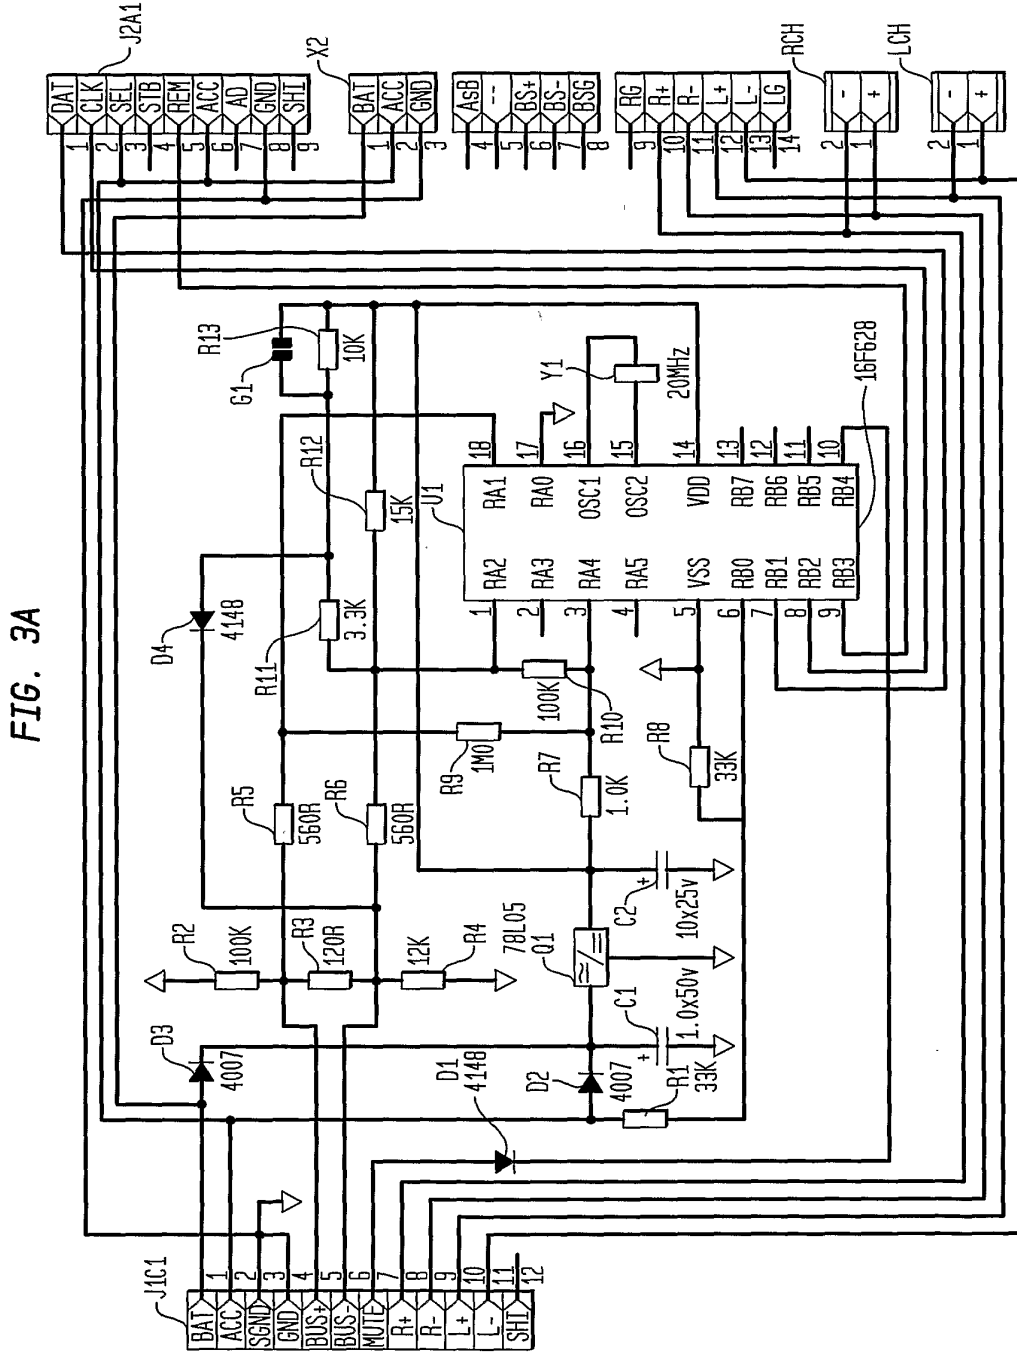 FIG. 3A
J1C1
BAT 1
ACC 2
SGND 3
GND 4
BUS+ 5
BUS- 6
MUTE 7
R+ 8
R- 9
L+ 10
L- 11
SHI 12
J2A1
DAT 1
CLK 2
SEL 3
STB 4
REM 5
ACC 6
AD 7
GND 8
SHI 9
X2
BAT 1
ACC 2
GND 3
AsB 4
-- 5
BS+ 6
BS- 7
BSG 8
RG 9
R+ 10
R- 11
L+ 12
L- 13
LG 14
RCH
- 2
+ 1
LCH
- 2
+ 1
D3
4007
D1
4148
D2
4007
R1
33K
C1
+
1.0x50v
R2
100K
R3
120R
12K
R4
78L05
Q1
C2
+
10x25v
R5
560R
R6
560R
R7
1.0K
R8
33K
R9
1M0
100K
R10
D4
4148
R11
3.3K
R12
15K
G1
R13
10K
U1
1 RA2
2 RA3
3 RA4
4 RA5
5 VSS
6 RB0
7 RB1
8 RB2
9 RB3
RA1 18
RA0 17
OSC1 16
OSC2 15
VDD 14
RB7 13
RB6 12
RB5 11
RB4 10
Y1
20MHz
16F628